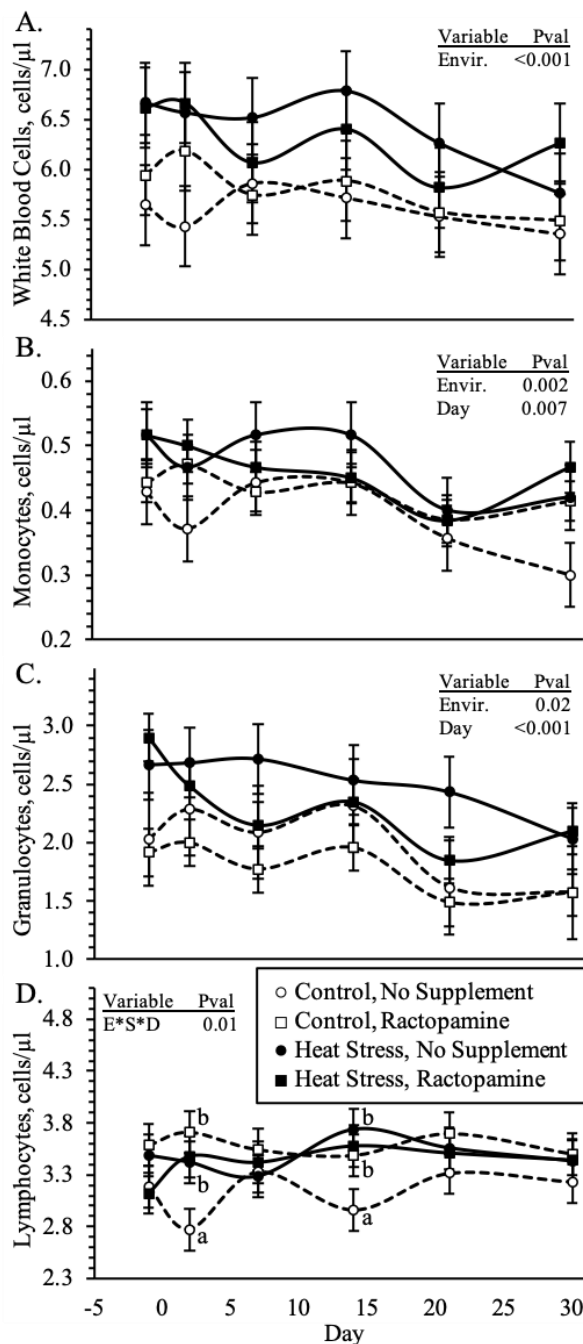 A.
Variable Pval
Envir. <0.001
White Blood Cells, cells/µl
7.0
6.5
6.0
5.5
5.0
4.5
B.
Variable Pval
Envir. 0.002
Day 0.007
Monocytes, cells/µl
0.6
0.5
0.4
0.3
0.2
C.
Variable Pval
Envir. 0.02
Day <0.001
Granulocytes, cells/µl
3.0
2.5
2.0
1.5
1.0
D.
Variable Pval
E*S*D 0.01
Control, No Supplement
Control, Ractopamine
Heat Stress, No Supplement
Heat Stress, Ractopamine
Lymphocytes, cells/µl
4.8
4.3
3.8
3.3
2.8
2.3
b
b
a
b
b
a
-5 0 5 10 15 20 25 30
Day